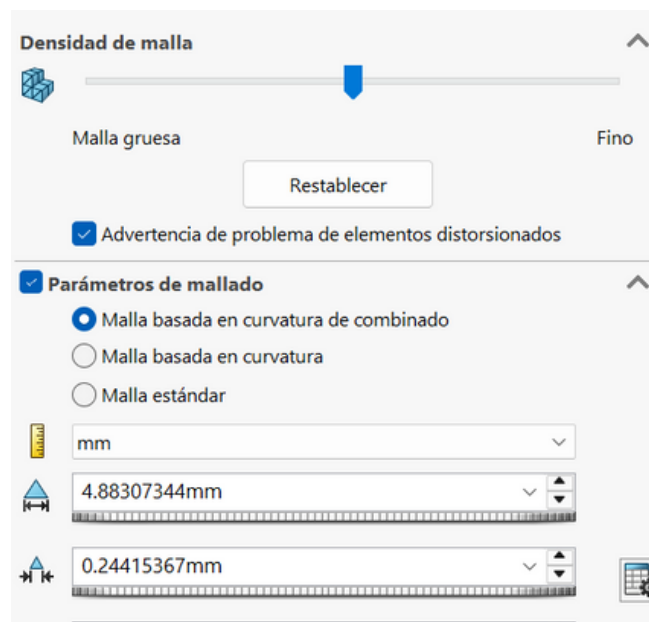 Densidad de malla
Malla gruesa Fino
Restablecer
Advertencia de problema de elementos distorsionados
Parámetros de mallado
Malla basada en curvatura de combinado
Malla basada en curvatura
Malla estándar
mm
4.88307344mm
0.24415367mm